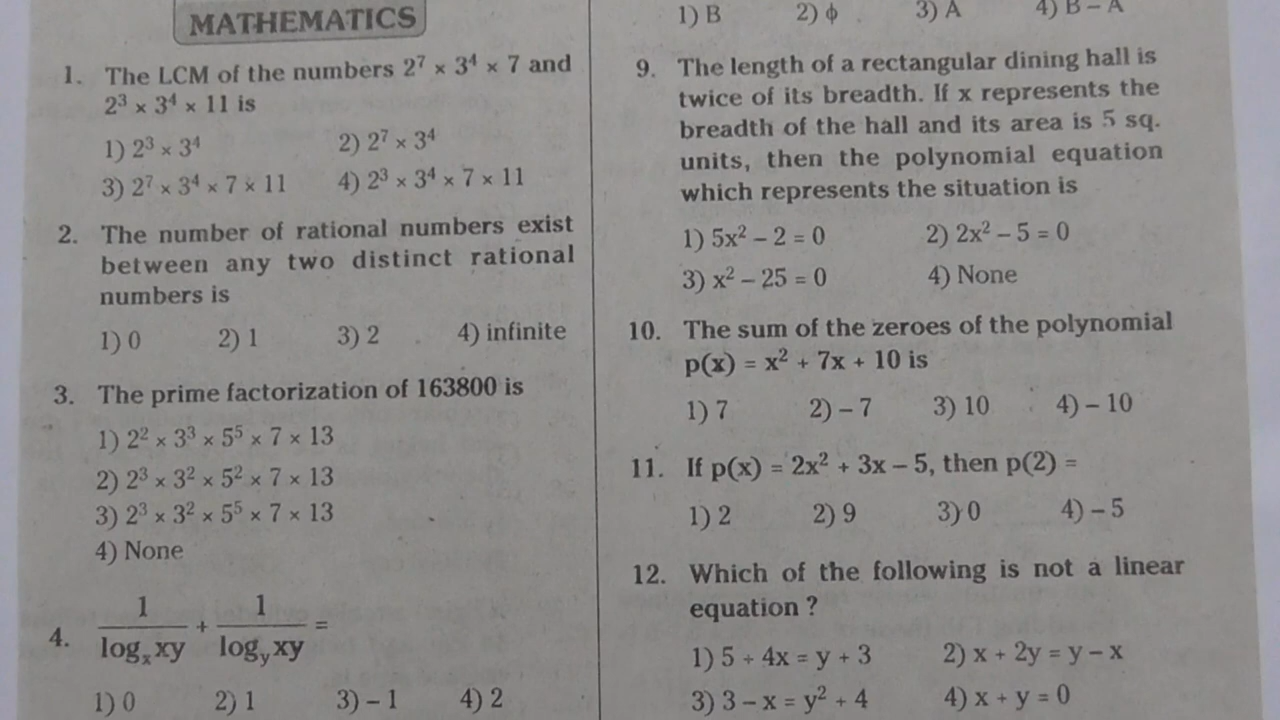 MATHEMATICS
1. The LCM of the numbers 2⁷ × 3⁴ × 7 and
2³ × 3⁴ × 11 is
1) 2³ × 3⁴ 2) 2⁷ × 3⁴
3) 2⁷ × 3⁴ × 7 × 11 4) 2³ × 3⁴ × 7 × 11
2. The number of rational numbers exist
between any two distinct rational
numbers is
1) 0 2) 1 3) 2 4) infinite
3. The prime factorization of 163800 is
1) 2² × 3³ × 5⁵ × 7 × 13
2) 2³ × 3² × 5² × 7 × 13
3) 2³ × 3² × 5⁵ × 7 × 13
4) None
4. 1/logₓxy + 1/logᵧxy =
1) 0 2) 1 3) – 1 4) 2
1) B 2) ϕ 3) A 4) B – A
9. The length of a rectangular dining hall is
twice of its breadth. If x represents the
breadth of the hall and its area is 5 sq.
units, then the polynomial equation
which represents the situation is
1) 5x² – 2 = 0 2) 2x² – 5 = 0
3) x² – 25 = 0 4) None
10. The sum of the zeroes of the polynomial
p(x) = x² + 7x + 10 is
1) 7 2) – 7 3) 10 4) – 10
11. If p(x) = 2x² + 3x – 5, then p(2) =
1) 2 2) 9 3) 0 4) – 5
12. Which of the following is not a linear
equation ?
1) 5 + 4x = y + 3 2) x + 2y = y – x
3) 3 – x = y² + 4 4) x + y = 0